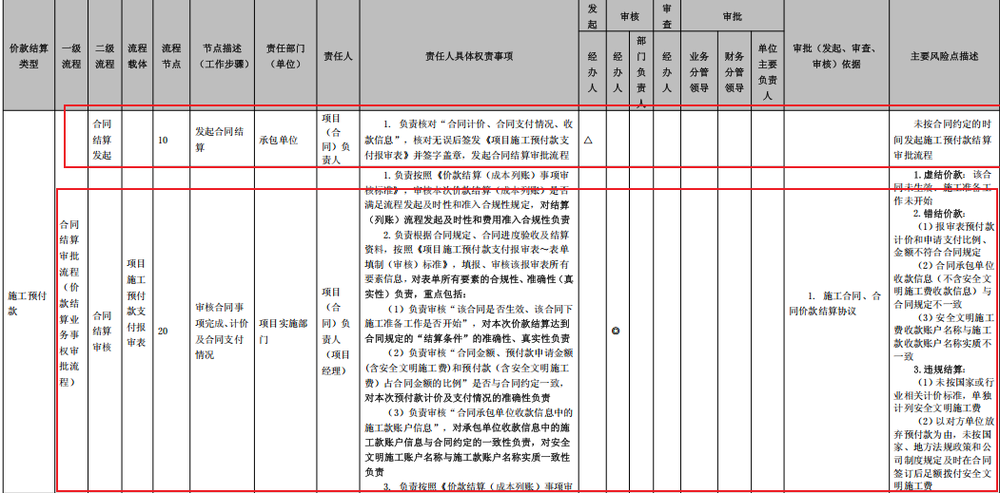 价款结算
类型
一级
流程
二级
流程
流程
载体
流程
节点
节点描述
（工作步骤）
责任部门
（单位）
责任人
责任人具体权责事项
发
起
审核
审
查
审批
经
办
人
经
办
人
部
门
负
责
人
经
办
人
业务
分管
领导
财务
分管
领导
单位
主要
负责
人
审批（发起、审查、
审核）依据
主要风险点描述
施工预付
款
合同
结算
审批
流程
（价
款结
算业
务事
权审
批流
程）
合同
结算
发起
项目
施工
预付
款支
付报
审表
10
发起合同结
算
承包单位
项目
（合
同）负
责人
1. 负责核对“合同计价、合同支付情况、收
款信息”，核对无误后签发《项目施工预付款支
付报审表》并签字盖章，发起合同结算审批流程
△
未按合同约定的时
间发起施工预付款结算
审批流程
合同
结算
审核
20
审核合同事
项完成、计价
及合同支付
情况
项目实施部
门
项目
（合
同）负
责人
（项目
经理）
1. 负责按照《价款结算（成本列账）事项审
核标准》，审核本次价款结算（成本列账）是否
满足流程发起及时性和准入合规性规定，对结算
（列账）流程发起及时性和费用准入合规性负责
2. 负责根据合同规定、合同进度验收及结算
资料，按照《项目施工预付款支付报审表～表单
填制（审核）标准》，填报、审核该报审表所有
要素信息，对表单所有要素的合规性、准确性（真
实性）负责，重点包括：
（1）负责审核“该合同是否生效、该合同下
施工准备工作是否开始”，对本次价款结算达到
合同规定的“结算条件”的准确性、真实性负责
（2）负责审核“合同金额、预付款申请金额
(含安全文明施工费)和预付款（含安全文明施工
费）占合同金额的比例”是否与合同约定一致，
对本次预付款计价及支付情况的准确性负责
（3）负责审核“合同承包单位收款信息中的
施工款账户信息”，对承包单位收款信息中的施
工款账户信息与合同约定的一致性负责，对安全
文明施工账户名称与施工款账户名称实质一致性
负责
3. 负责按照《价款结算（成本列账）事项审
◎
1. 施工合同、合
同价款结算协议
1.虚结价款：该合
同未生效、施工准备工
作未开始
2.错结价款：
（1）报审表预付款
计价和申请支付比例、
金额不符合合同规定
（2）合同承包单位
收款信息（不含安全文
明施工费收款信息）与
合同规定不一致
（3）安全文明施工
费收款账户名称与施工
款收款账户名称实质不
一致
3.违规结算：
（1）未按国家或行
业相关计价标准，单独
计列安全文明施工费
（2）以对方单位放
弃预付款为由，未按国
家、地方法规政策和公
司制度规定及时在合同
签订后足额拨付安全文
明施工费